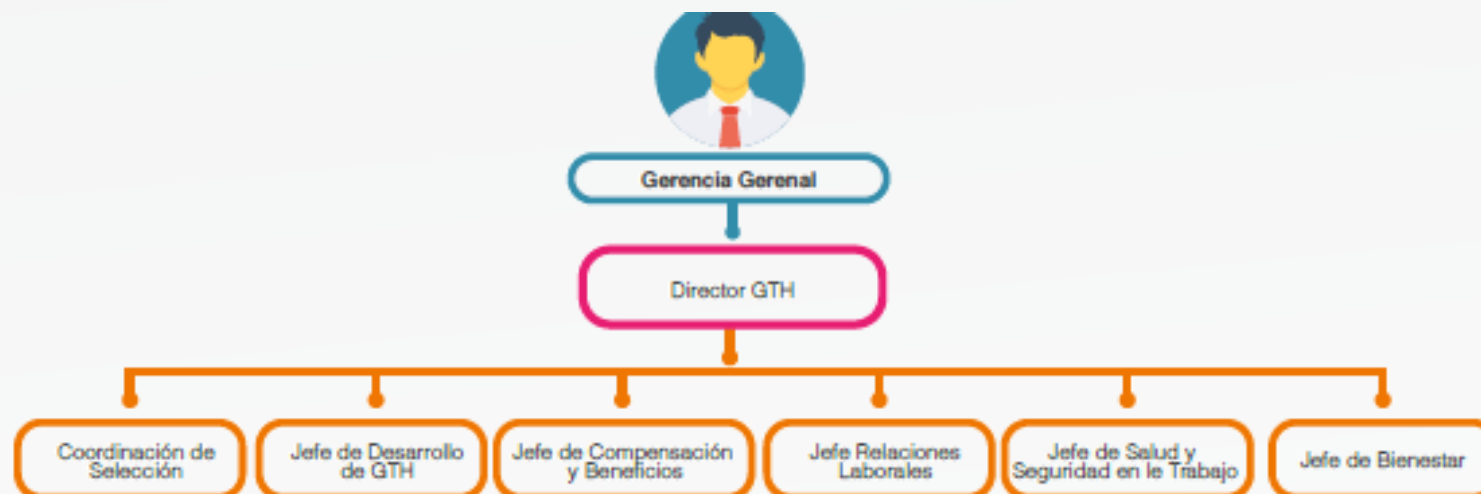 Gerencia Gerenal
Director GTH
Coordinación de
Selección
Jefe de Desarrollo
de GTH
Jefe de Compensación
y Beneficios
Jefe Relaciones
Laborales
Jefe de Salud y
Seguridad en le Trabajo
Jefe de Bienestar